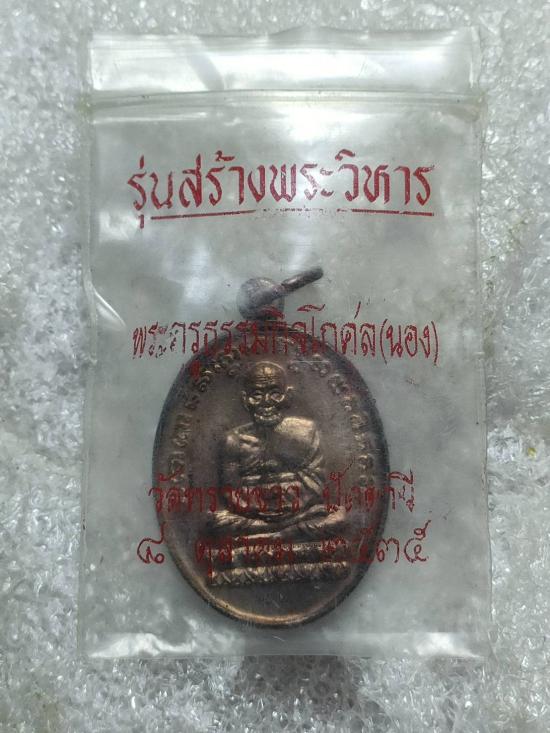 รุ่นสร้างพระวิหาร
พระครูธรรมกิจโกศล(นอง)
วัดทรายขาว ปัตตานี
๘ ตุลาคม ๒๕๓๕